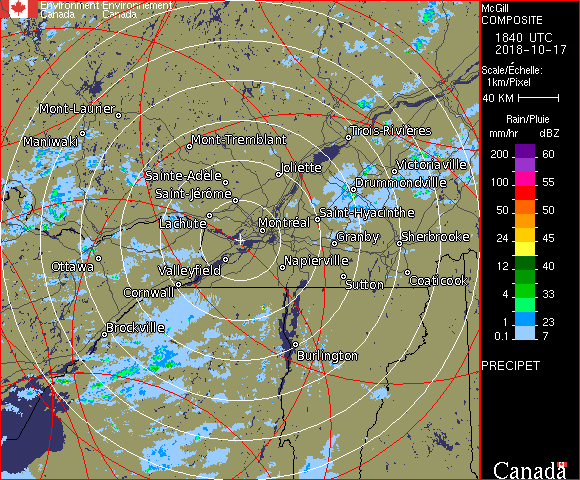 Environment Environnement
Canada Canada
McGill
COMPOSITE
1840 UTC
2018-10-17
Scale/Échelle:
1km/Pixel
40 KM
Rain/Pluie
mm/hr dBZ
200 60
100 55
50 50
24 45
12 40
4 33
1 23
0.1 7
PRECIPET
Canada
Mont-Laurier
Maniwaki
Mont-Tremblant
Trois-Rivières
Joliette
Victoriaville
Sainte-Adèle
Drummondville
Saint-Jérôme
Saint-Hyacinthe
Lachute
Montréal
Granby
Sherbrooke
Ottawa
Valleyfield
Napierville
Cornwall
Sutton
Coaticook
Brockville
Burlington